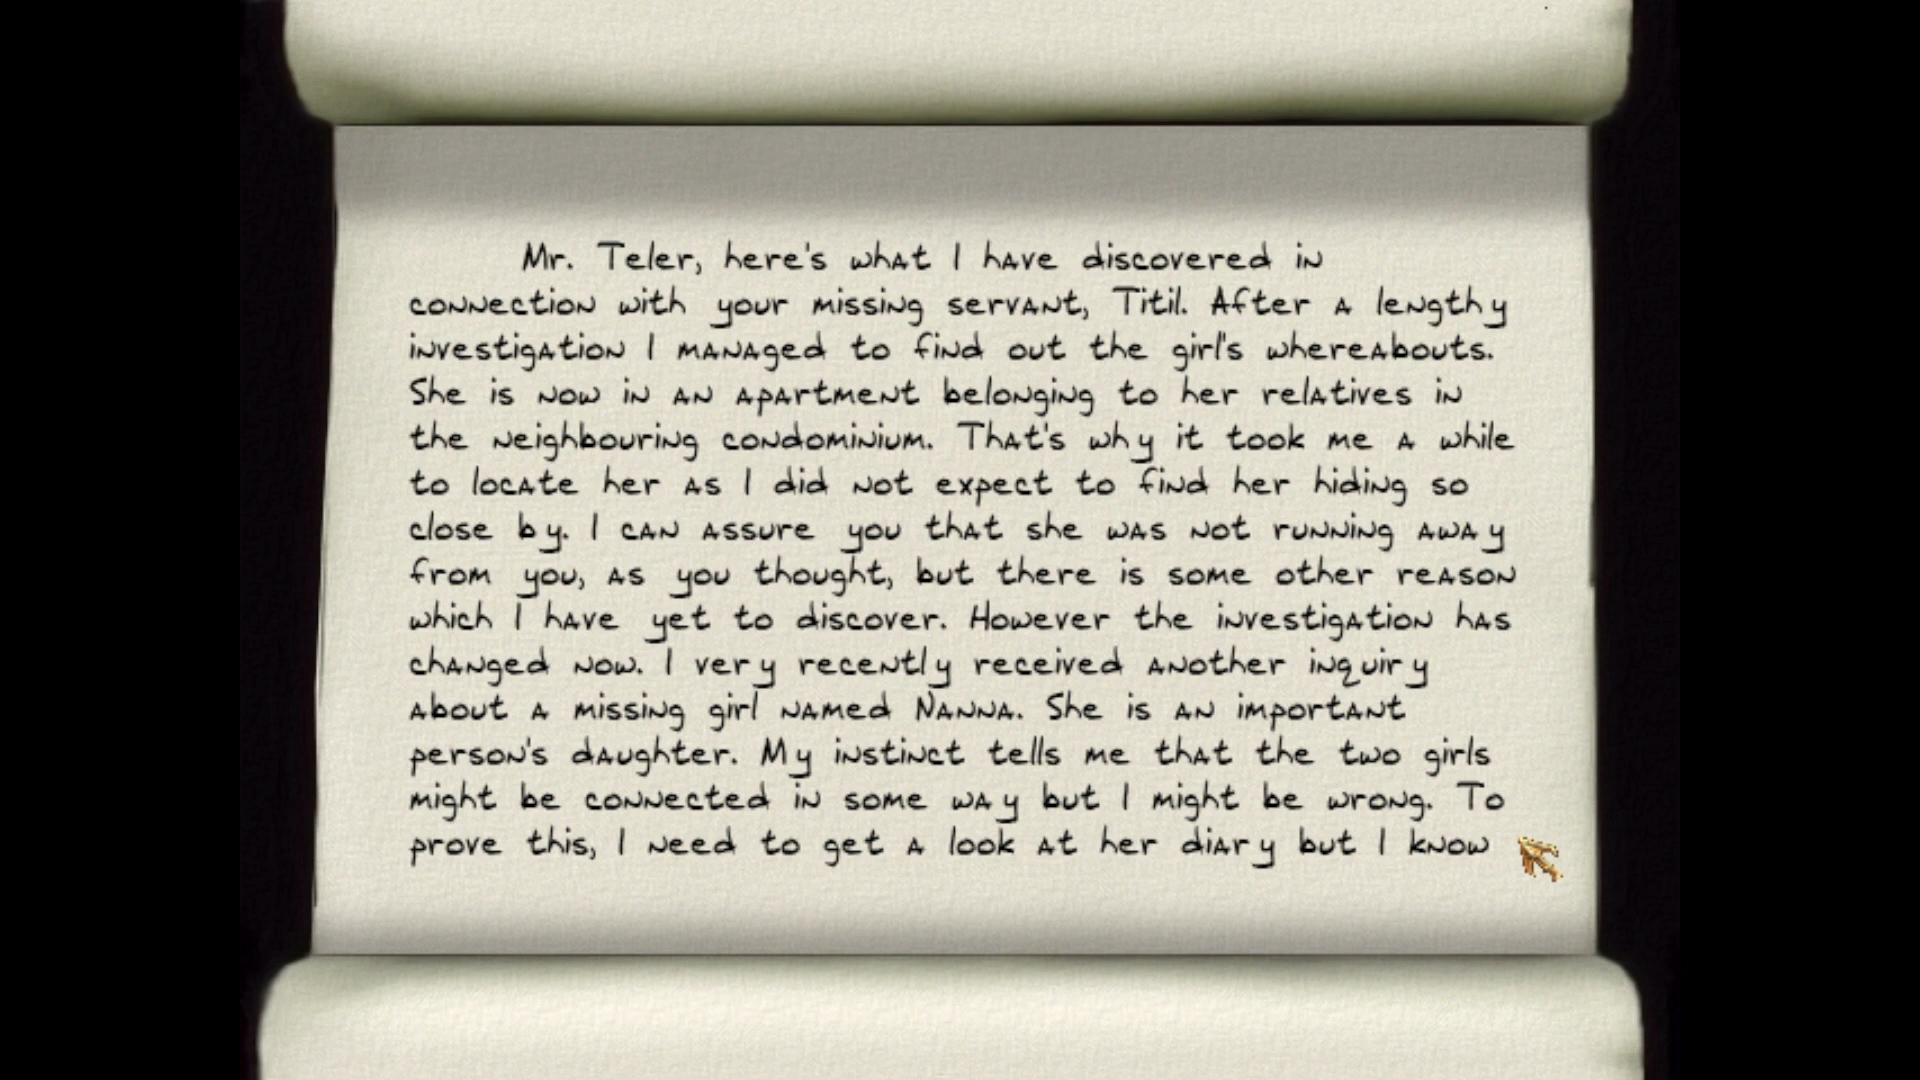 Mr. Teler, here's what I have discovered in
connection with your missing servant, Titil. After a lengthy
investigation I managed to find out the girl's whereabouts.
She is now in an apartment belonging to her relatives in
the neighbouring condominium. That's why it took me a while
to locate her as I did not expect to find her hiding so
close by. I can assure you that she was not running away
from you, as you thought, but there is some other reason
which I have yet to discover. However the investigation has
changed now. I very recently received another inquiry
about a missing girl named Nanna. She is an important
person's daughter. My instinct tells me that the two girls
might be connected in some way but I might be wrong. To
prove this, I need to get a look at her diary but I know